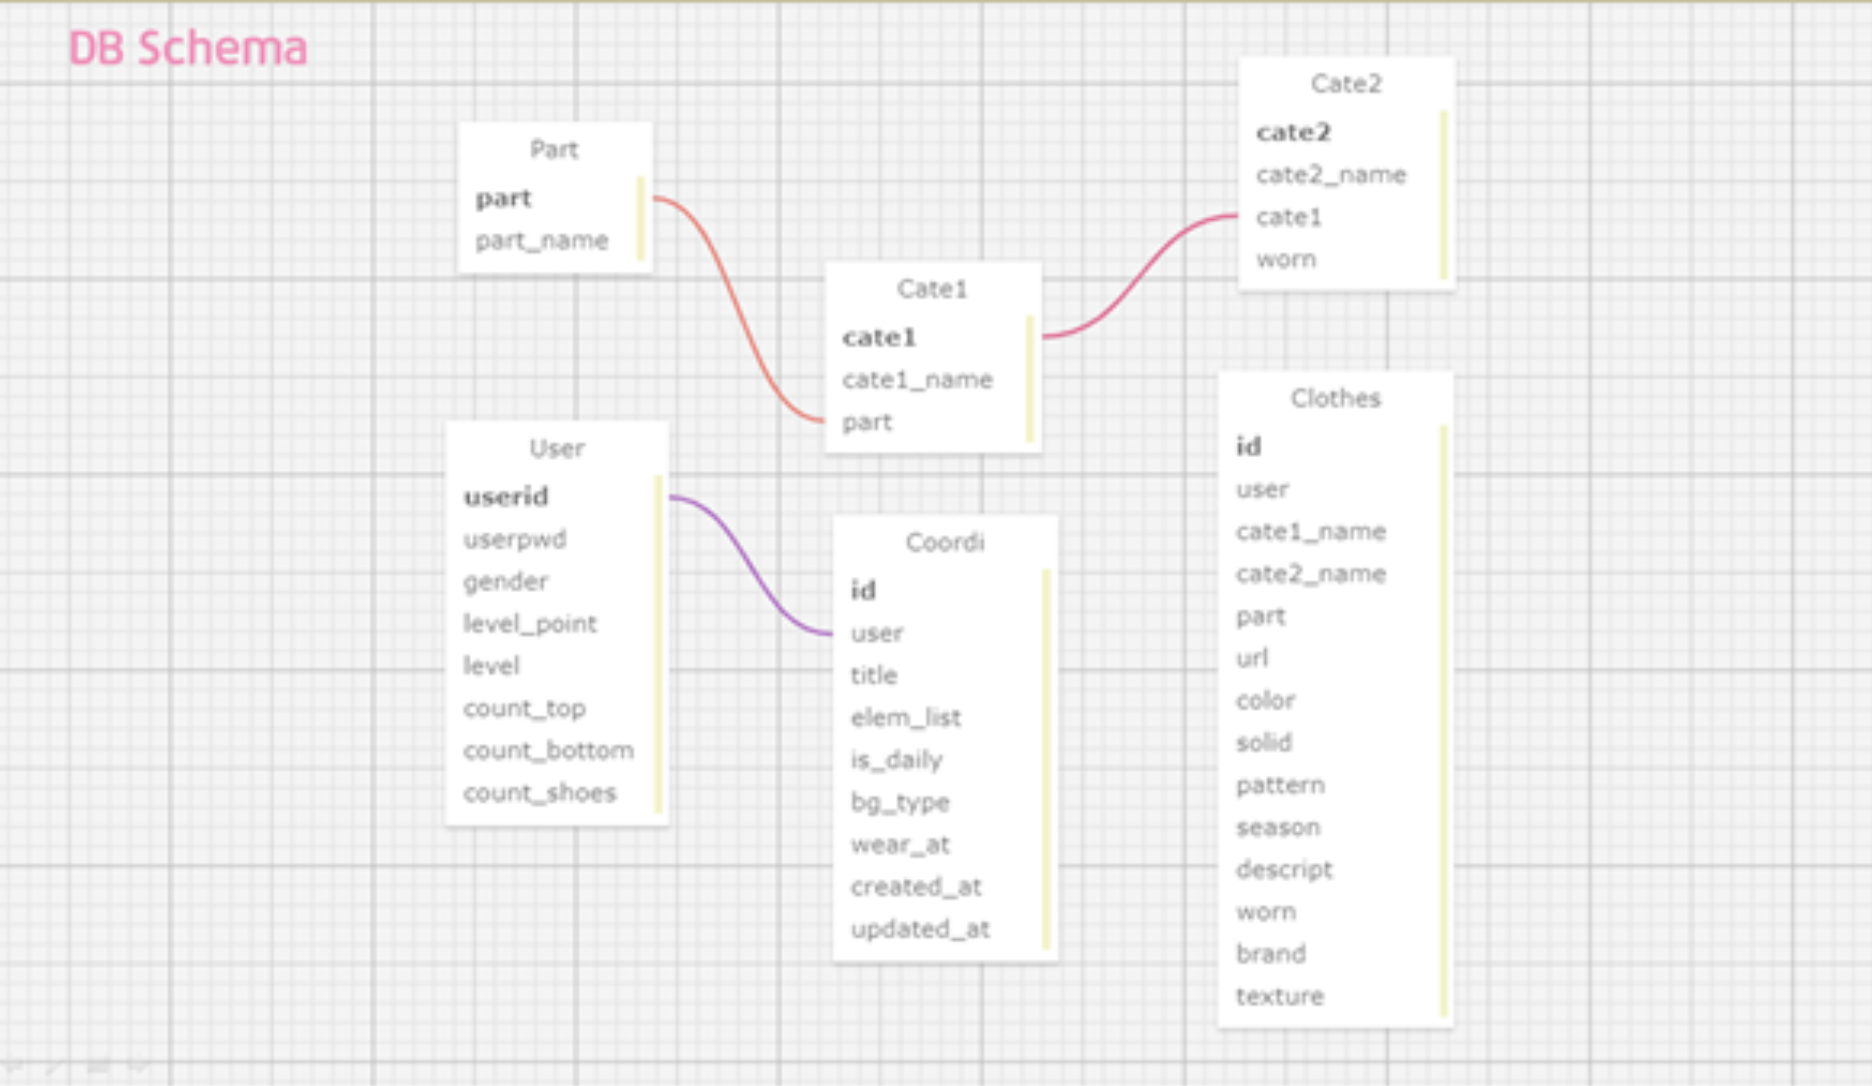 DB Schema
Part
part
part_name
Cate1
cate1
cate1_name
part
Cate2
cate2
cate2_name
cate1
worn
User
userid
userpwd
gender
level_point
level
count_top
count_bottom
count_shoes
Coordi
id
user
title
elem_list
is_daily
bg_type
wear_at
created_at
updated_at
Clothes
id
user
cate1_name
cate2_name
part
url
color
solid
pattern
season
descript
worn
brand
texture